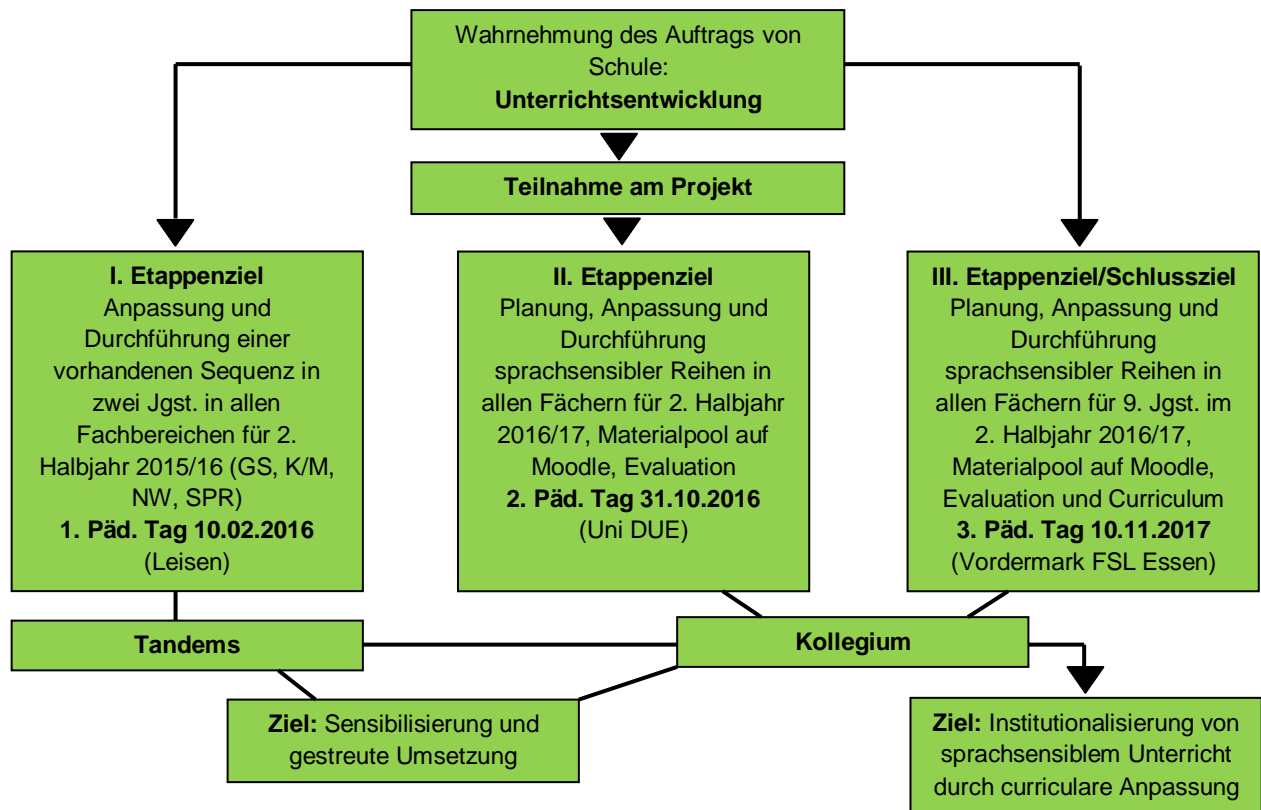 Wahrnehmung des Auftrags von
Schule:
Unterrichtsentwicklung
Teilnahme am Projekt
I. Etappenziel
Anpassung und
Durchführung einer
vorhandenen Sequenz in
zwei Jgst. in allen
Fachbereichen für 2.
Halbjahr 2015/16 (GS, K/M,
NW, SPR)
1. Päd. Tag 10.02.2016
(Leisen)
II. Etappenziel
Planung, Anpassung und
Durchführung
sprachsensibler Reihen in
allen Fächern für 2. Halbjahr
2016/17, Materialpool auf
Moodle, Evaluation
2. Päd. Tag 31.10.2016
(Uni DUE)
III. Etappenziel/Schlussziel
Planung, Anpassung und
Durchführung
sprachsensibler Reihen in
allen Fächern für 9. Jgst. im
2. Halbjahr 2016/17,
Materialpool auf Moodle,
Evaluation und Curriculum
3. Päd. Tag 10.11.2017
(Vordermark FSL Essen)
Tandems
Kollegium
Ziel: Sensibilisierung und
gestreute Umsetzung
Ziel: Institutionalisierung von
sprachsensiblem Unterricht
durch curriculare Anpassung